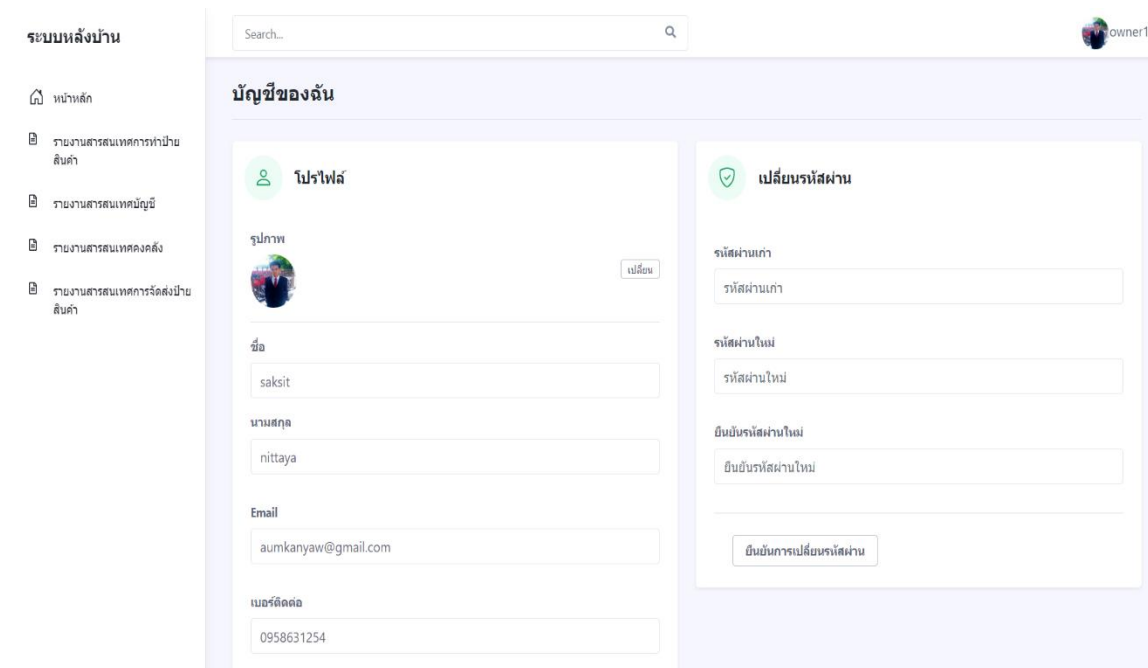 ระบบหลังบ้าน
Search...
owner1
หน้าหลัก
รายงานสารสนเทศการทำป้าย
สินค้า
รายงานสารสนเทศบัญชี
รายงานสารสนเทศคงคลัง
รายงานสารสนเทศการจัดส่งป้าย
สินค้า
บัญชีของฉัน
โปรไฟล์
รูปภาพ
เปลี่ยน
ชื่อ
saksit
นามสกุล
nittaya
Email
aumkanyaw@gmail.com
เบอร์ติดต่อ
0958631254
เปลี่ยนรหัสผ่าน
รหัสผ่านเก่า
รหัสผ่านเก่า
รหัสผ่านใหม่
รหัสผ่านใหม่
ยืนยันรหัสผ่านใหม่
ยืนยันรหัสผ่านใหม่
ยืนยันการเปลี่ยนรหัสผ่าน